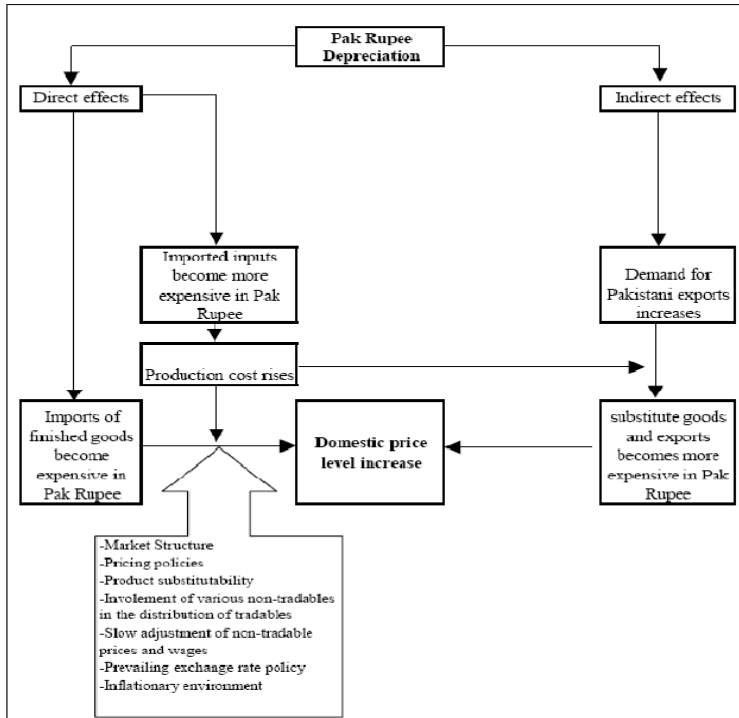 Pak Rupee
Depreciation
Direct effects
Indirect effects
Imported inputs
become more
expensive in Pak
Rupee
Demand for
Pakistani exports
increases
Production cost rises
Imports of
finished goods
become
expensive in
Pak Rupee
Domestic price
level increase
substitute goods
and exports
becomes more
expensive in Pak
Rupee
-Market Structure
-Pricing policies
-Product substitutability
-Involement of various non-tradables
in the distribution of tradables
-Slow adjustment of non-tradable
prices and wages
-Prevailing exchange rate policy
-Inflationary environment